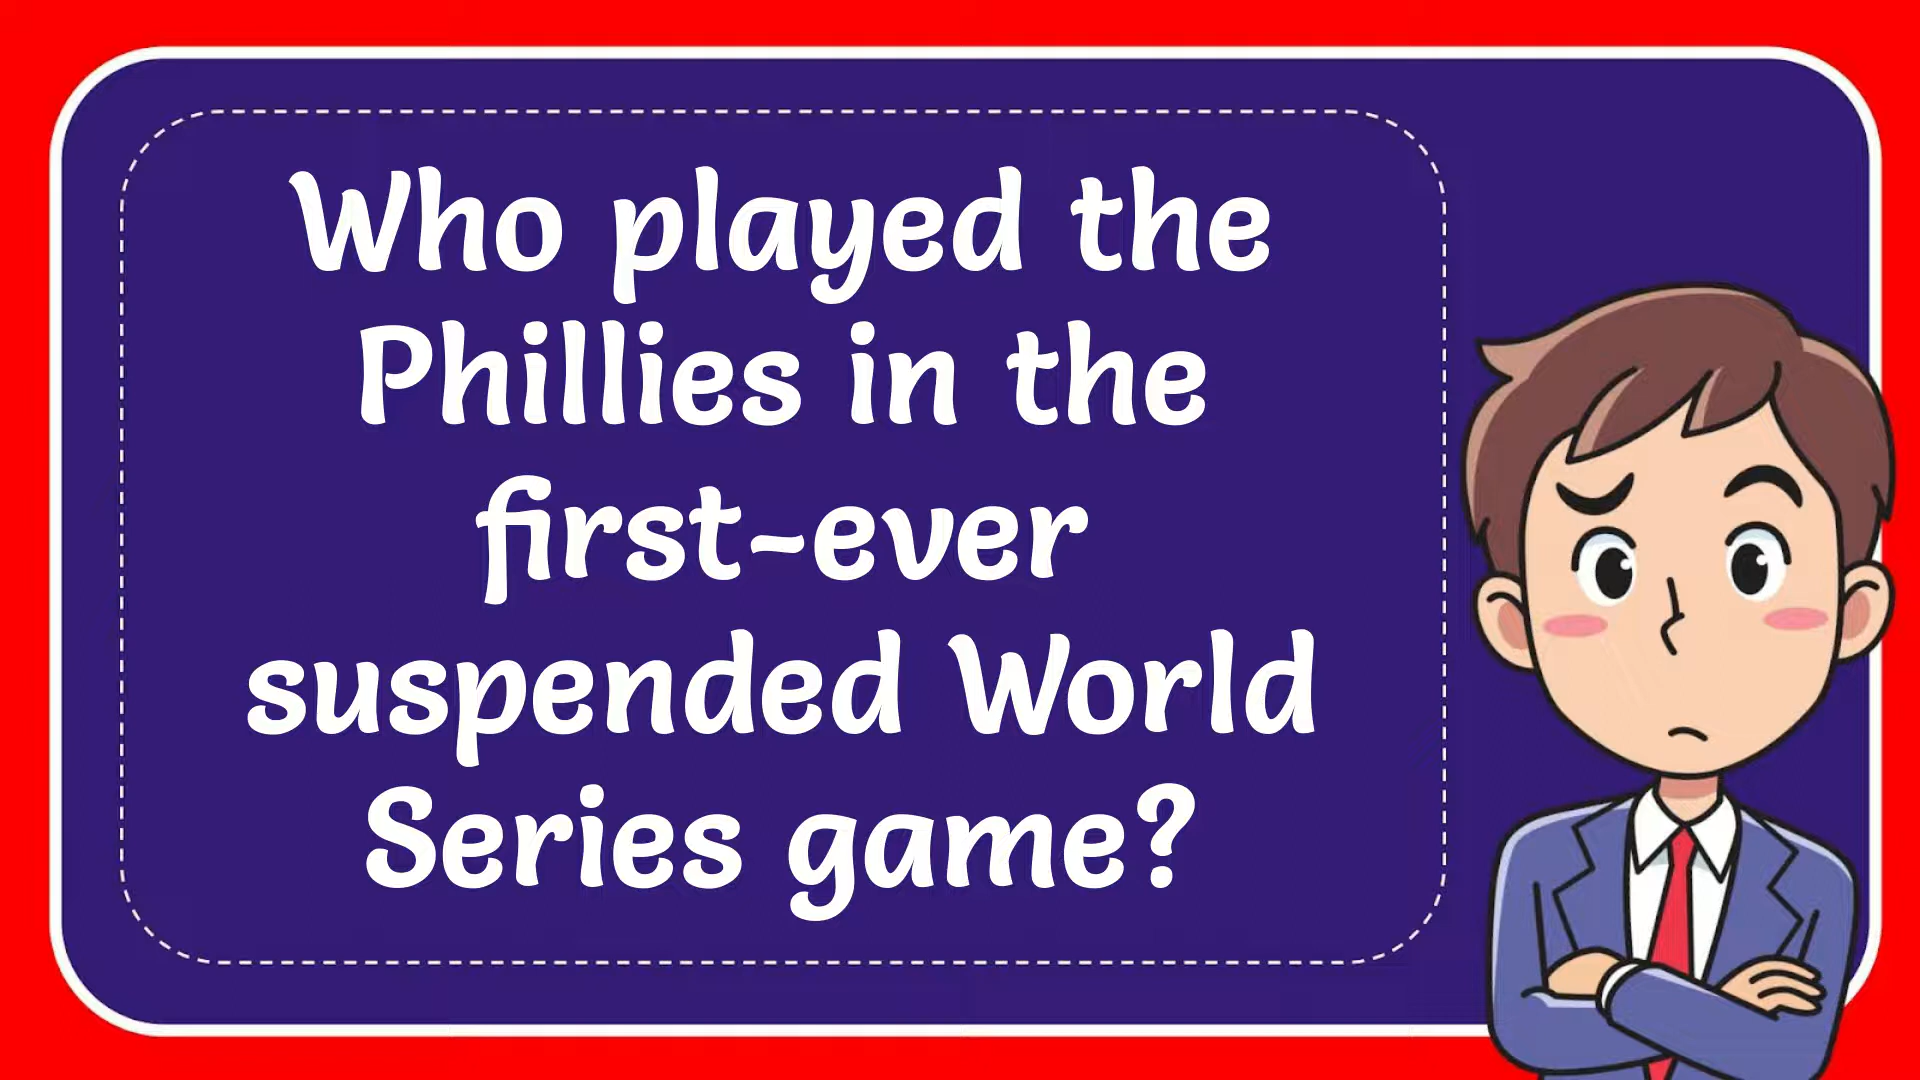 Who played the
Phillies in the
first-ever
suspended World
Series game?